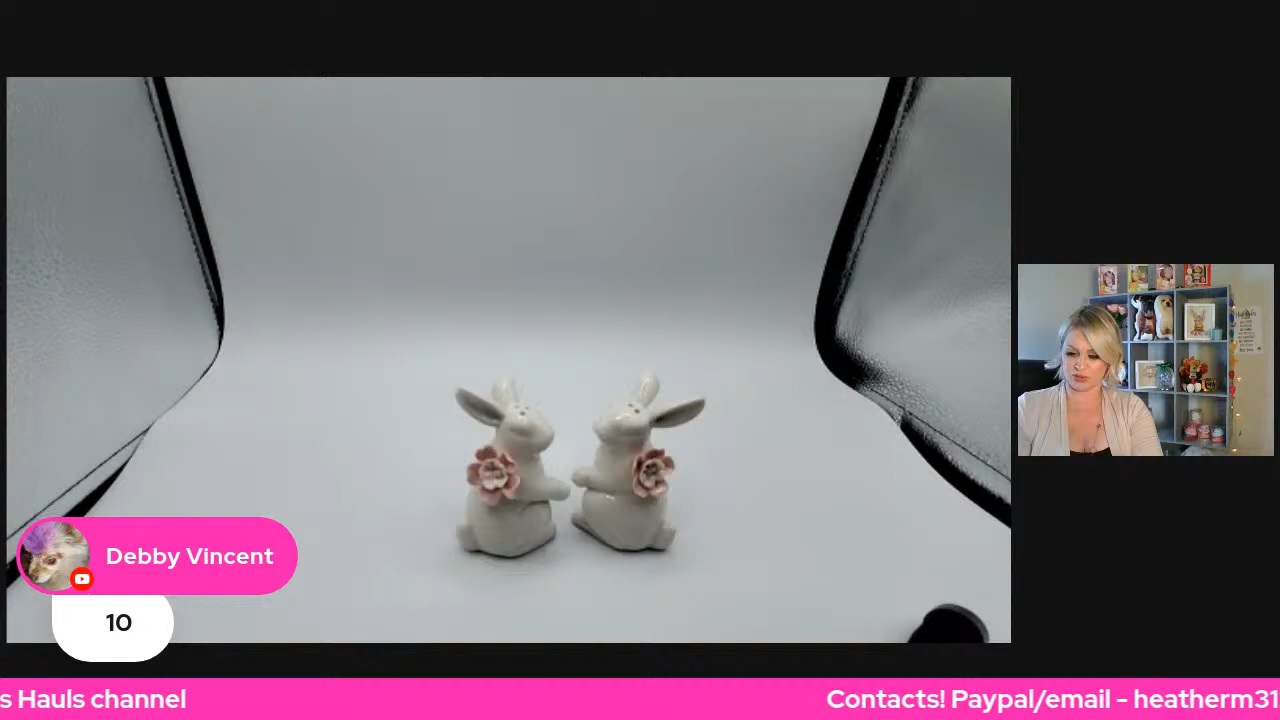 Debby Vincent
10
s Hauls channel
Contacts! Paypal/email - heatherm31